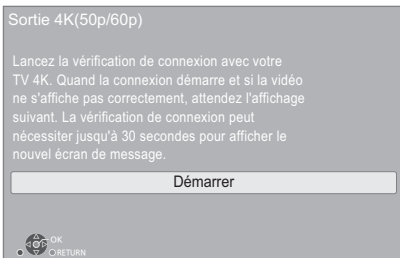 Sortie 4K(50p/60p)
Lancez la vérification de connexion avec votre
TV 4K. Quand la connexion démarre et si la vidéo
ne s'affiche pas correctement, attendez l'affichage
suivant. La vérification de connexion peut
nécessiter jusqu'à 30 secondes pour afficher le
nouvel écran de message.
Démarrer
OK
RETURN